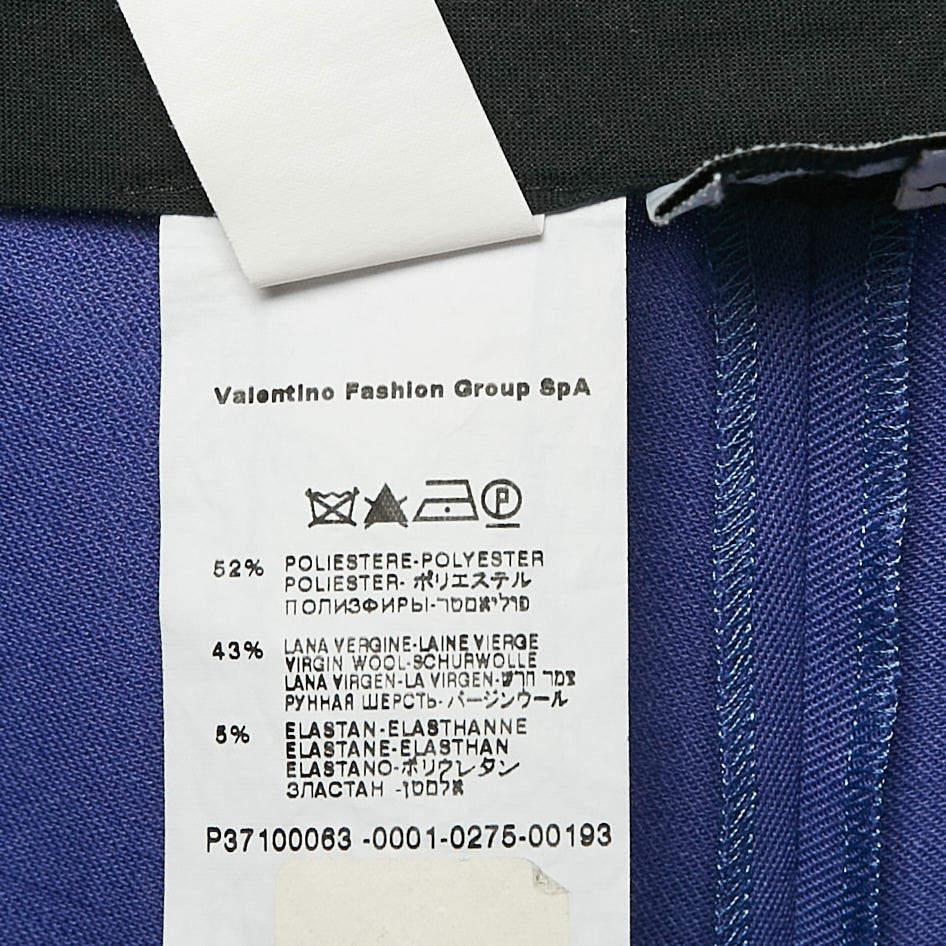 Valentino Fashion Group SpA
52% POLIESTERE-POLYESTER
POLIESTER-ポリエステル
ПОЛИЗФИРЫ-פוליאסטר
43% LANA VERGINE-LAINE VIERGE
VIRGIN WOOL-SCHURWOLLE
LANA VIRGEN-LA VIRGEN-צמר חדש
РУННАЯ ШЕРСТЬ-バージンウール
5% ELASTAN-ELASTHANNE
ELASTANE-ELASTHAN
ELASTANO-ポリウレタン
ЗЛАСТАН -אלסטן
P37100063 -0001-0275-00193